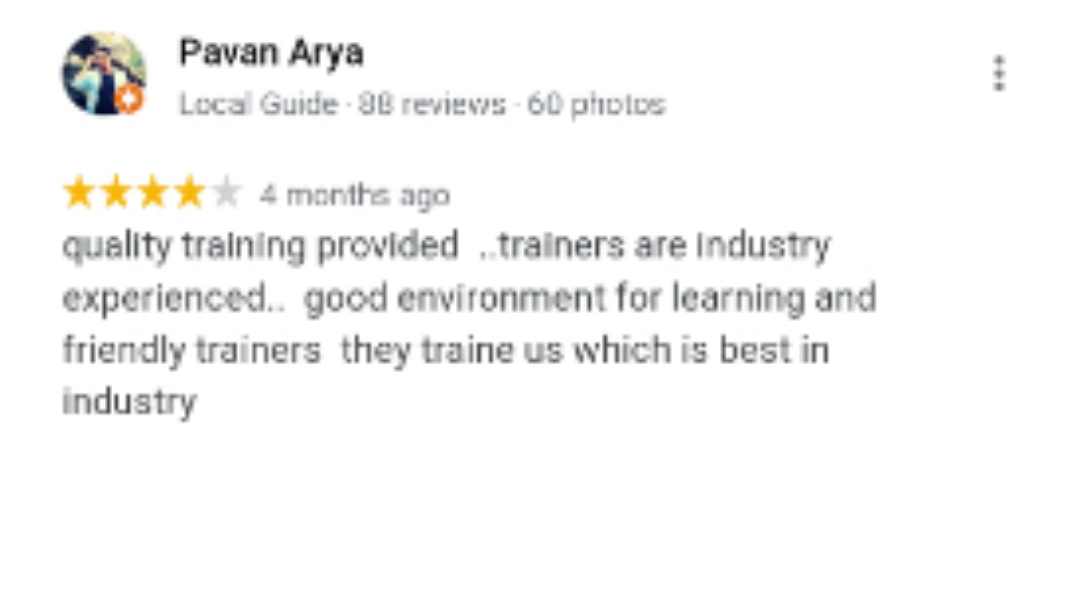 Pavan Arya
Local Guide · 88 reviews · 60 photos
4 months ago
quality training provided ..trainers are industry
experienced.. good environment for learning and
friendly trainers they traine us which is best in
industry